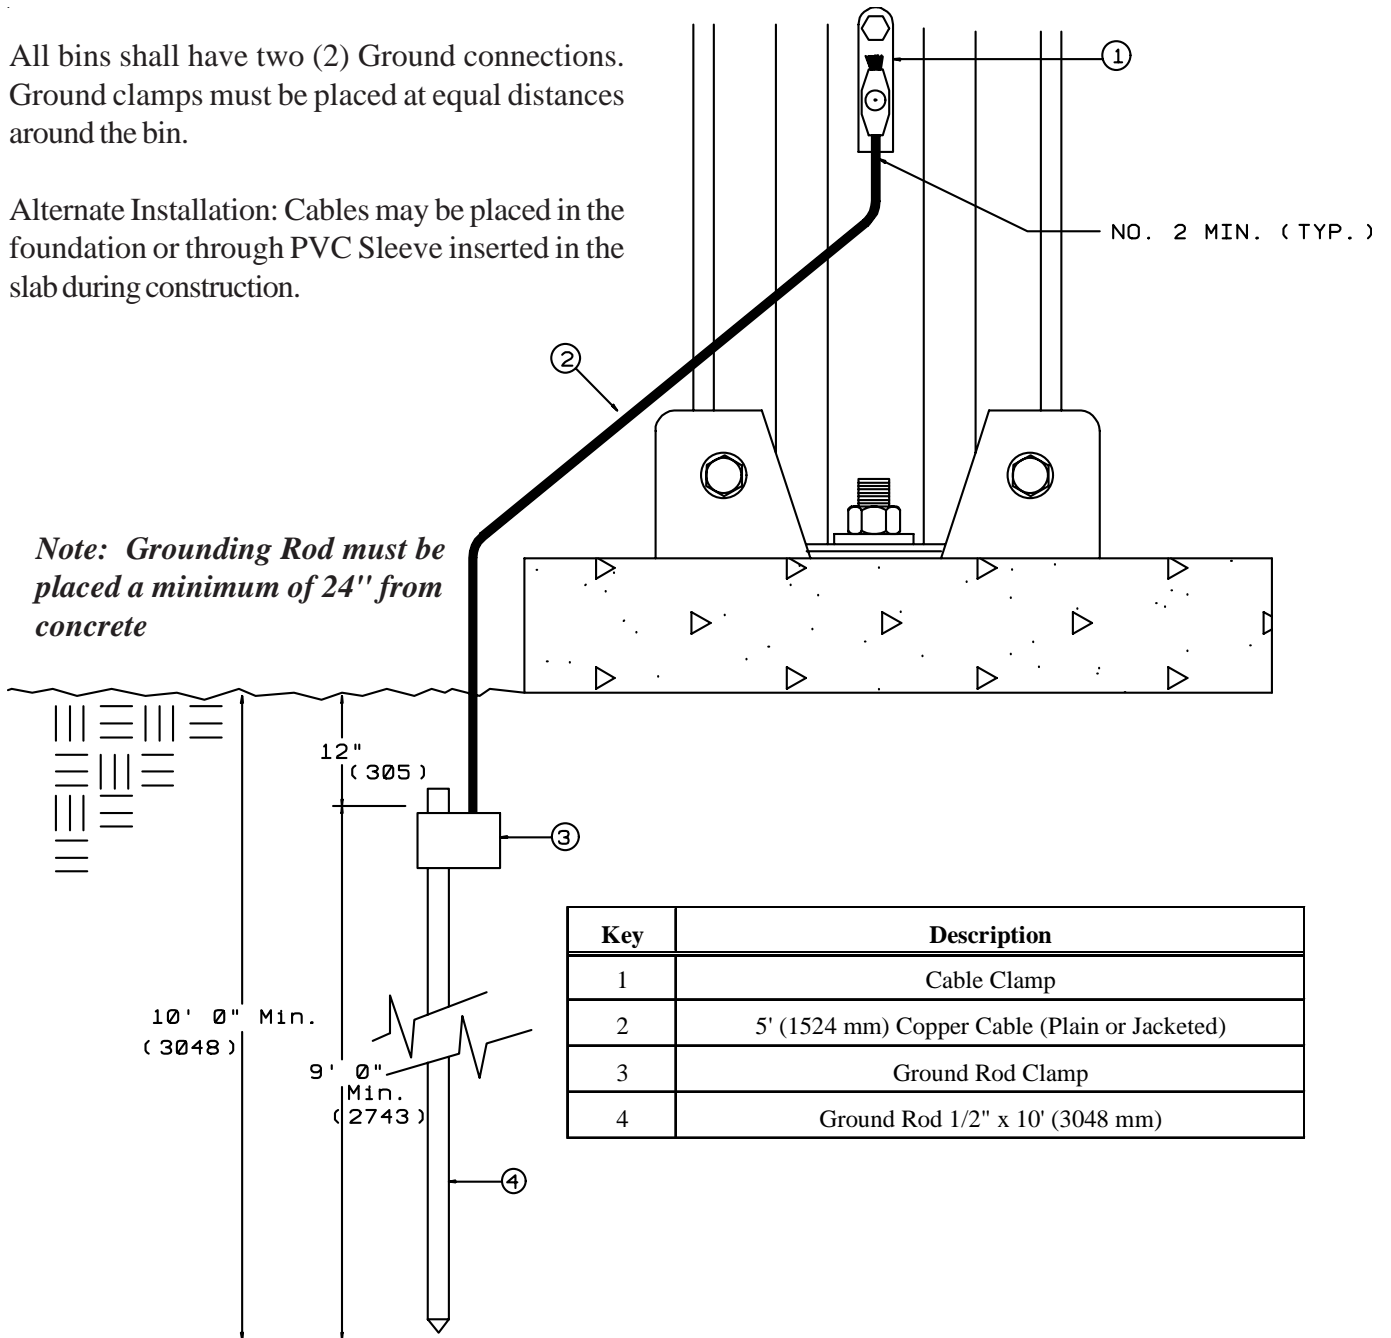 All bins shall have two (2) Ground connections.
Ground clamps must be placed at equal distances
around the bin.
Alternate Installation: Cables may be placed in the
foundation or through PVC Sleeve inserted in the
slab during construction.
1
NO. 2 MIN. (TYP.)
2
Note: Grounding Rod must be
placed a minimum of 24" from
concrete
12"
(305)
3
10' 0" Min.
(3048)
9' 0"
Min.
(2743)
4
Key Description
1 Cable Clamp
2 5' (1524 mm) Copper Cable (Plain or Jacketed)
3 Ground Rod Clamp
4 Ground Rod 1/2" x 10' (3048 mm)